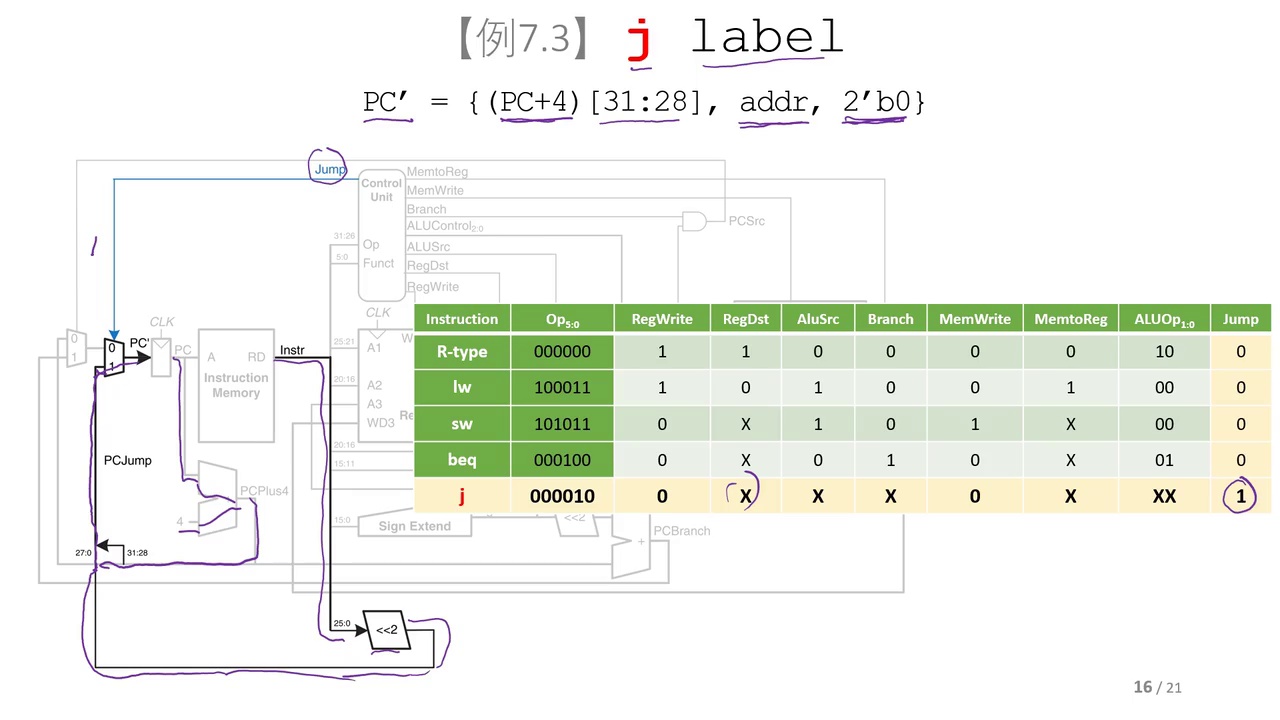 【例7.3】 j label
PC' = {(PC+4)[31:28], addr, 2'b0}
Jump
Control Unit
MemtoReg
MemWrite
Branch
ALUControl2:0
PCSrc
31:26 Op
ALUSrc
5:0 Funct
RegDst
RegWrite
CLK
CLK
0
1
0
1
PC'
PC
A RD
Instr
Instruction
Memory
25:21 A1
20:16 A2
A3
WD3
Re
20:16
15:11
PCJump
PCPlus4
4
15:0 Sign Extend
<<2
+
PCBranch
27:0
31:28
25:0
<<2
Instruction Op5:0 RegWrite RegDst AluSrc Branch MemWrite MemtoReg ALUOp1:0 Jump
R-type 000000 1 1 0 0 0 0 10 0
lw 100011 1 0 1 0 0 1 00 0
sw 101011 0 X 1 0 1 X 00 0
beq 000100 0 X 0 1 0 X 01 0
j 000010 0 X X X 0 X XX 1
16 / 21